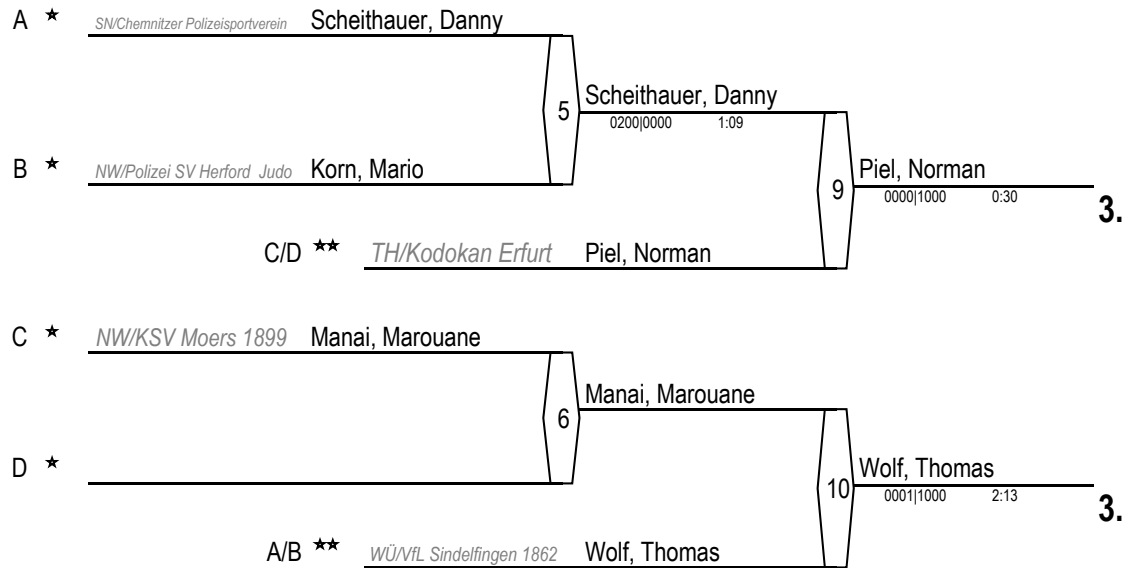 A ★ SN/Chemnitzer Polizeisportverein Scheithauer, Danny
5 Scheithauer, Danny
0200|0000 1:09
B ★ NW/Polizei SV Herford Judo Korn, Mario
9 Piel, Norman
0000|1000 0:30
3.
C/D ★★ TH/Kodokan Erfurt Piel, Norman
C ★ NW/KSV Moers 1899 Manai, Marouane
6 Manai, Marouane
D ★
10 Wolf, Thomas
0001|1000 2:13
3.
A/B ★★ WÜ/VfL Sindelfingen 1862 Wolf, Thomas